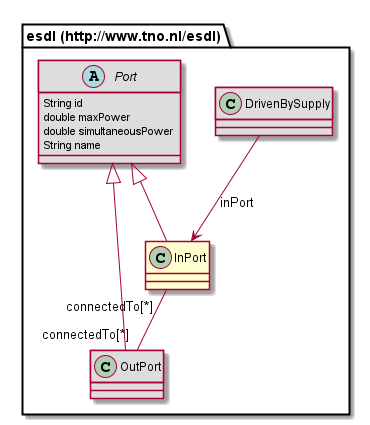 esdl (http://www.tno.nl/esdl)
A Port
String id
double maxPower
double simultaneousPower
String name
C DrivenBySupply
inPort
C InPort
connectedTo[*]
connectedTo[*]
C OutPort